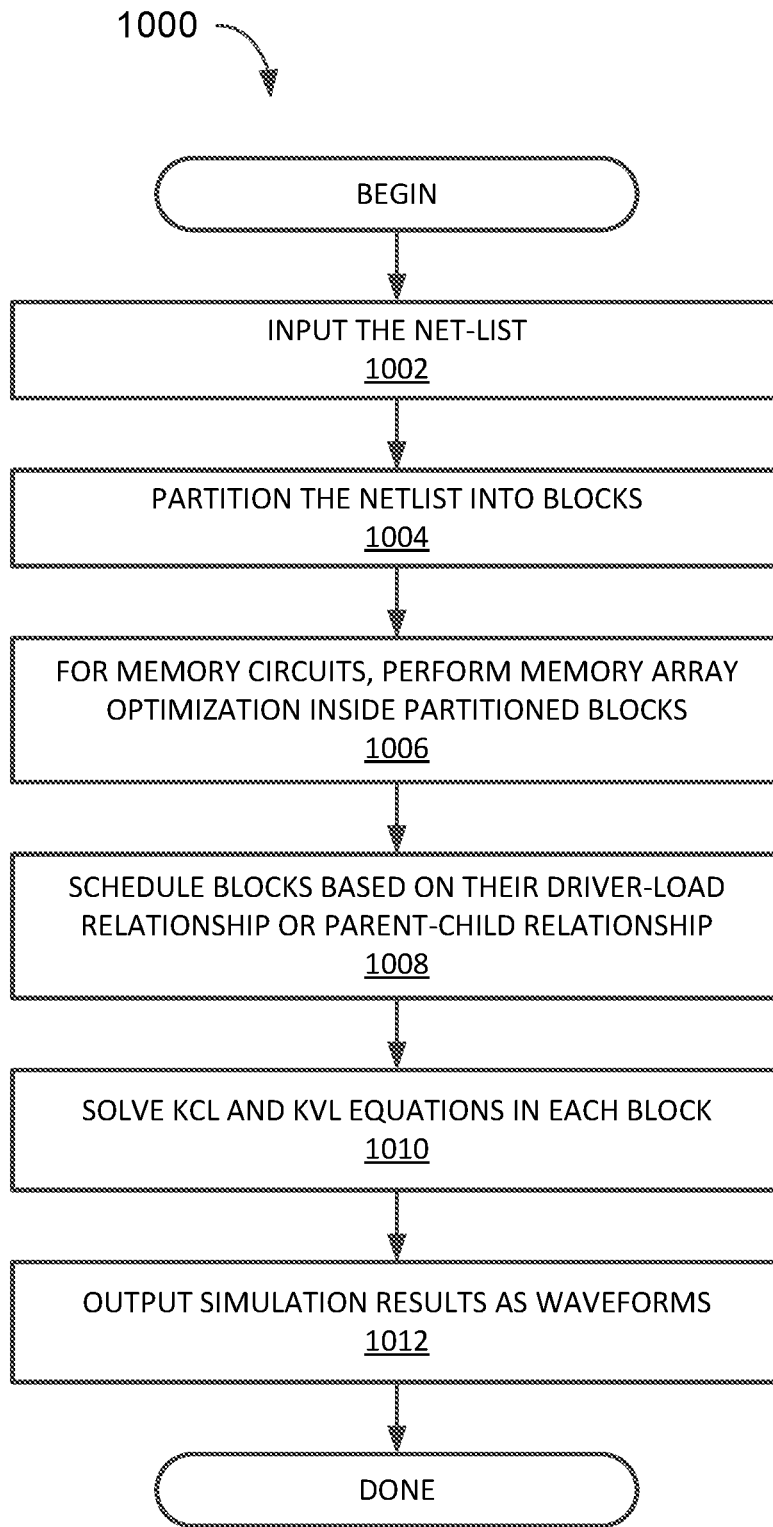 1000
BEGIN
INPUT THE NET-LIST
1002
PARTITION THE NETLIST INTO BLOCKS
1004
FOR MEMORY CIRCUITS, PERFORM MEMORY ARRAY
OPTIMIZATION INSIDE PARTITIONED BLOCKS
1006
SCHEDULE BLOCKS BASED ON THEIR DRIVER-LOAD
RELATIONSHIP OR PARENT-CHILD RELATIONSHIP
1008
SOLVE KCL AND KVL EQUATIONS IN EACH BLOCK
1010
OUTPUT SIMULATION RESULTS AS WAVEFORMS
1012
DONE